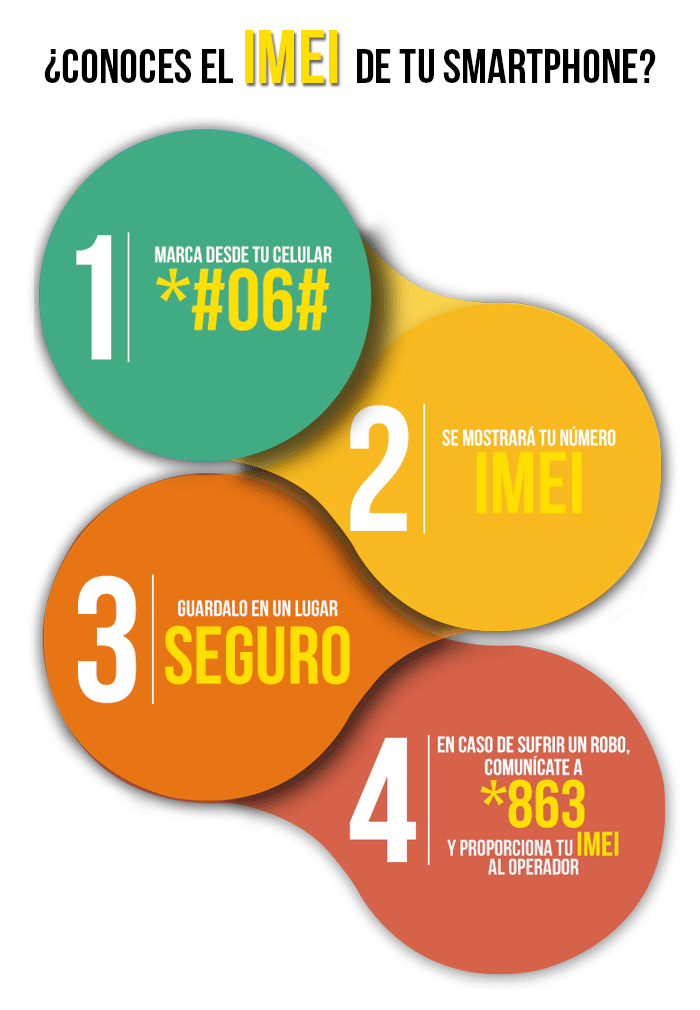 ¿CONOCES EL IMEI DE TU SMARTPHONE?
1
MARCA DESDE TU CELULAR
*#06#
2
SE MOSTRARÁ TU NÚMERO
IMEI
3
GUARDALO EN UN LUGAR
SEGURO
4
EN CASO DE SUFRIR UN ROBO,
COMUNÍCATE A
*863
Y PROPORCIONA TU IMEI
AL OPERADOR